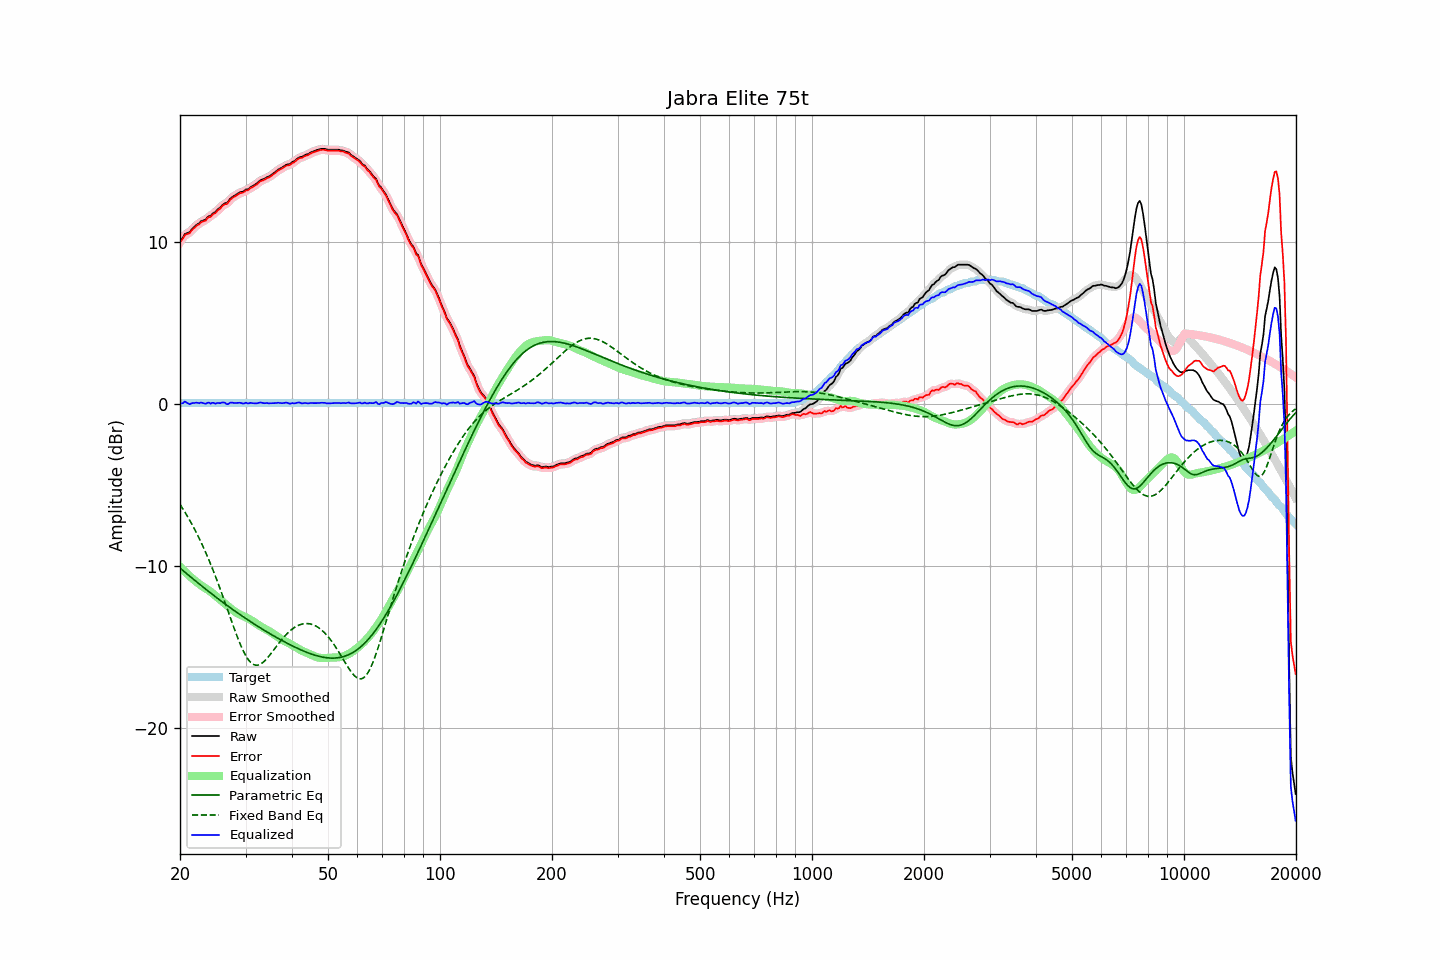 Jabra Elite 75t
Amplitude (dBr)
10
0
−10
−20
Target
Raw Smoothed
Error Smoothed
Raw
Error
Equalization
Parametric Eq
Fixed Band Eq
Equalized
20 50 100 200 500 1000 2000 5000 10000 20000
Frequency (Hz)